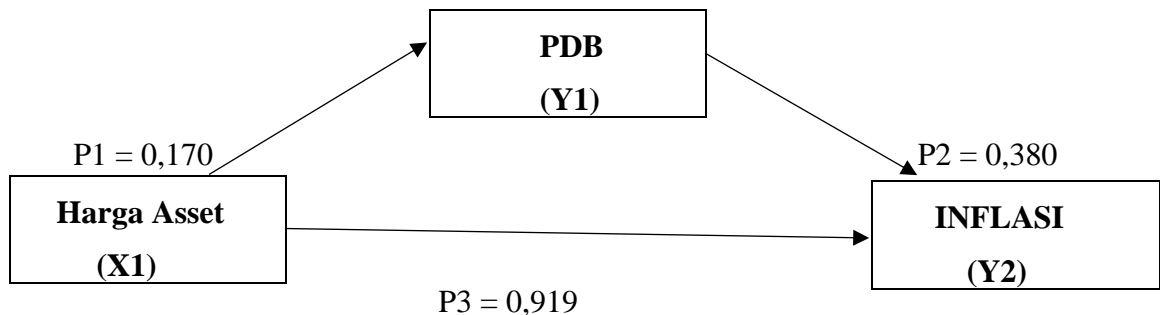 PDB
(Y1)
P1 = 0,170
P2 = 0,380
Harga Asset
(X1)
INFLASI
(Y2)
P3 = 0,919